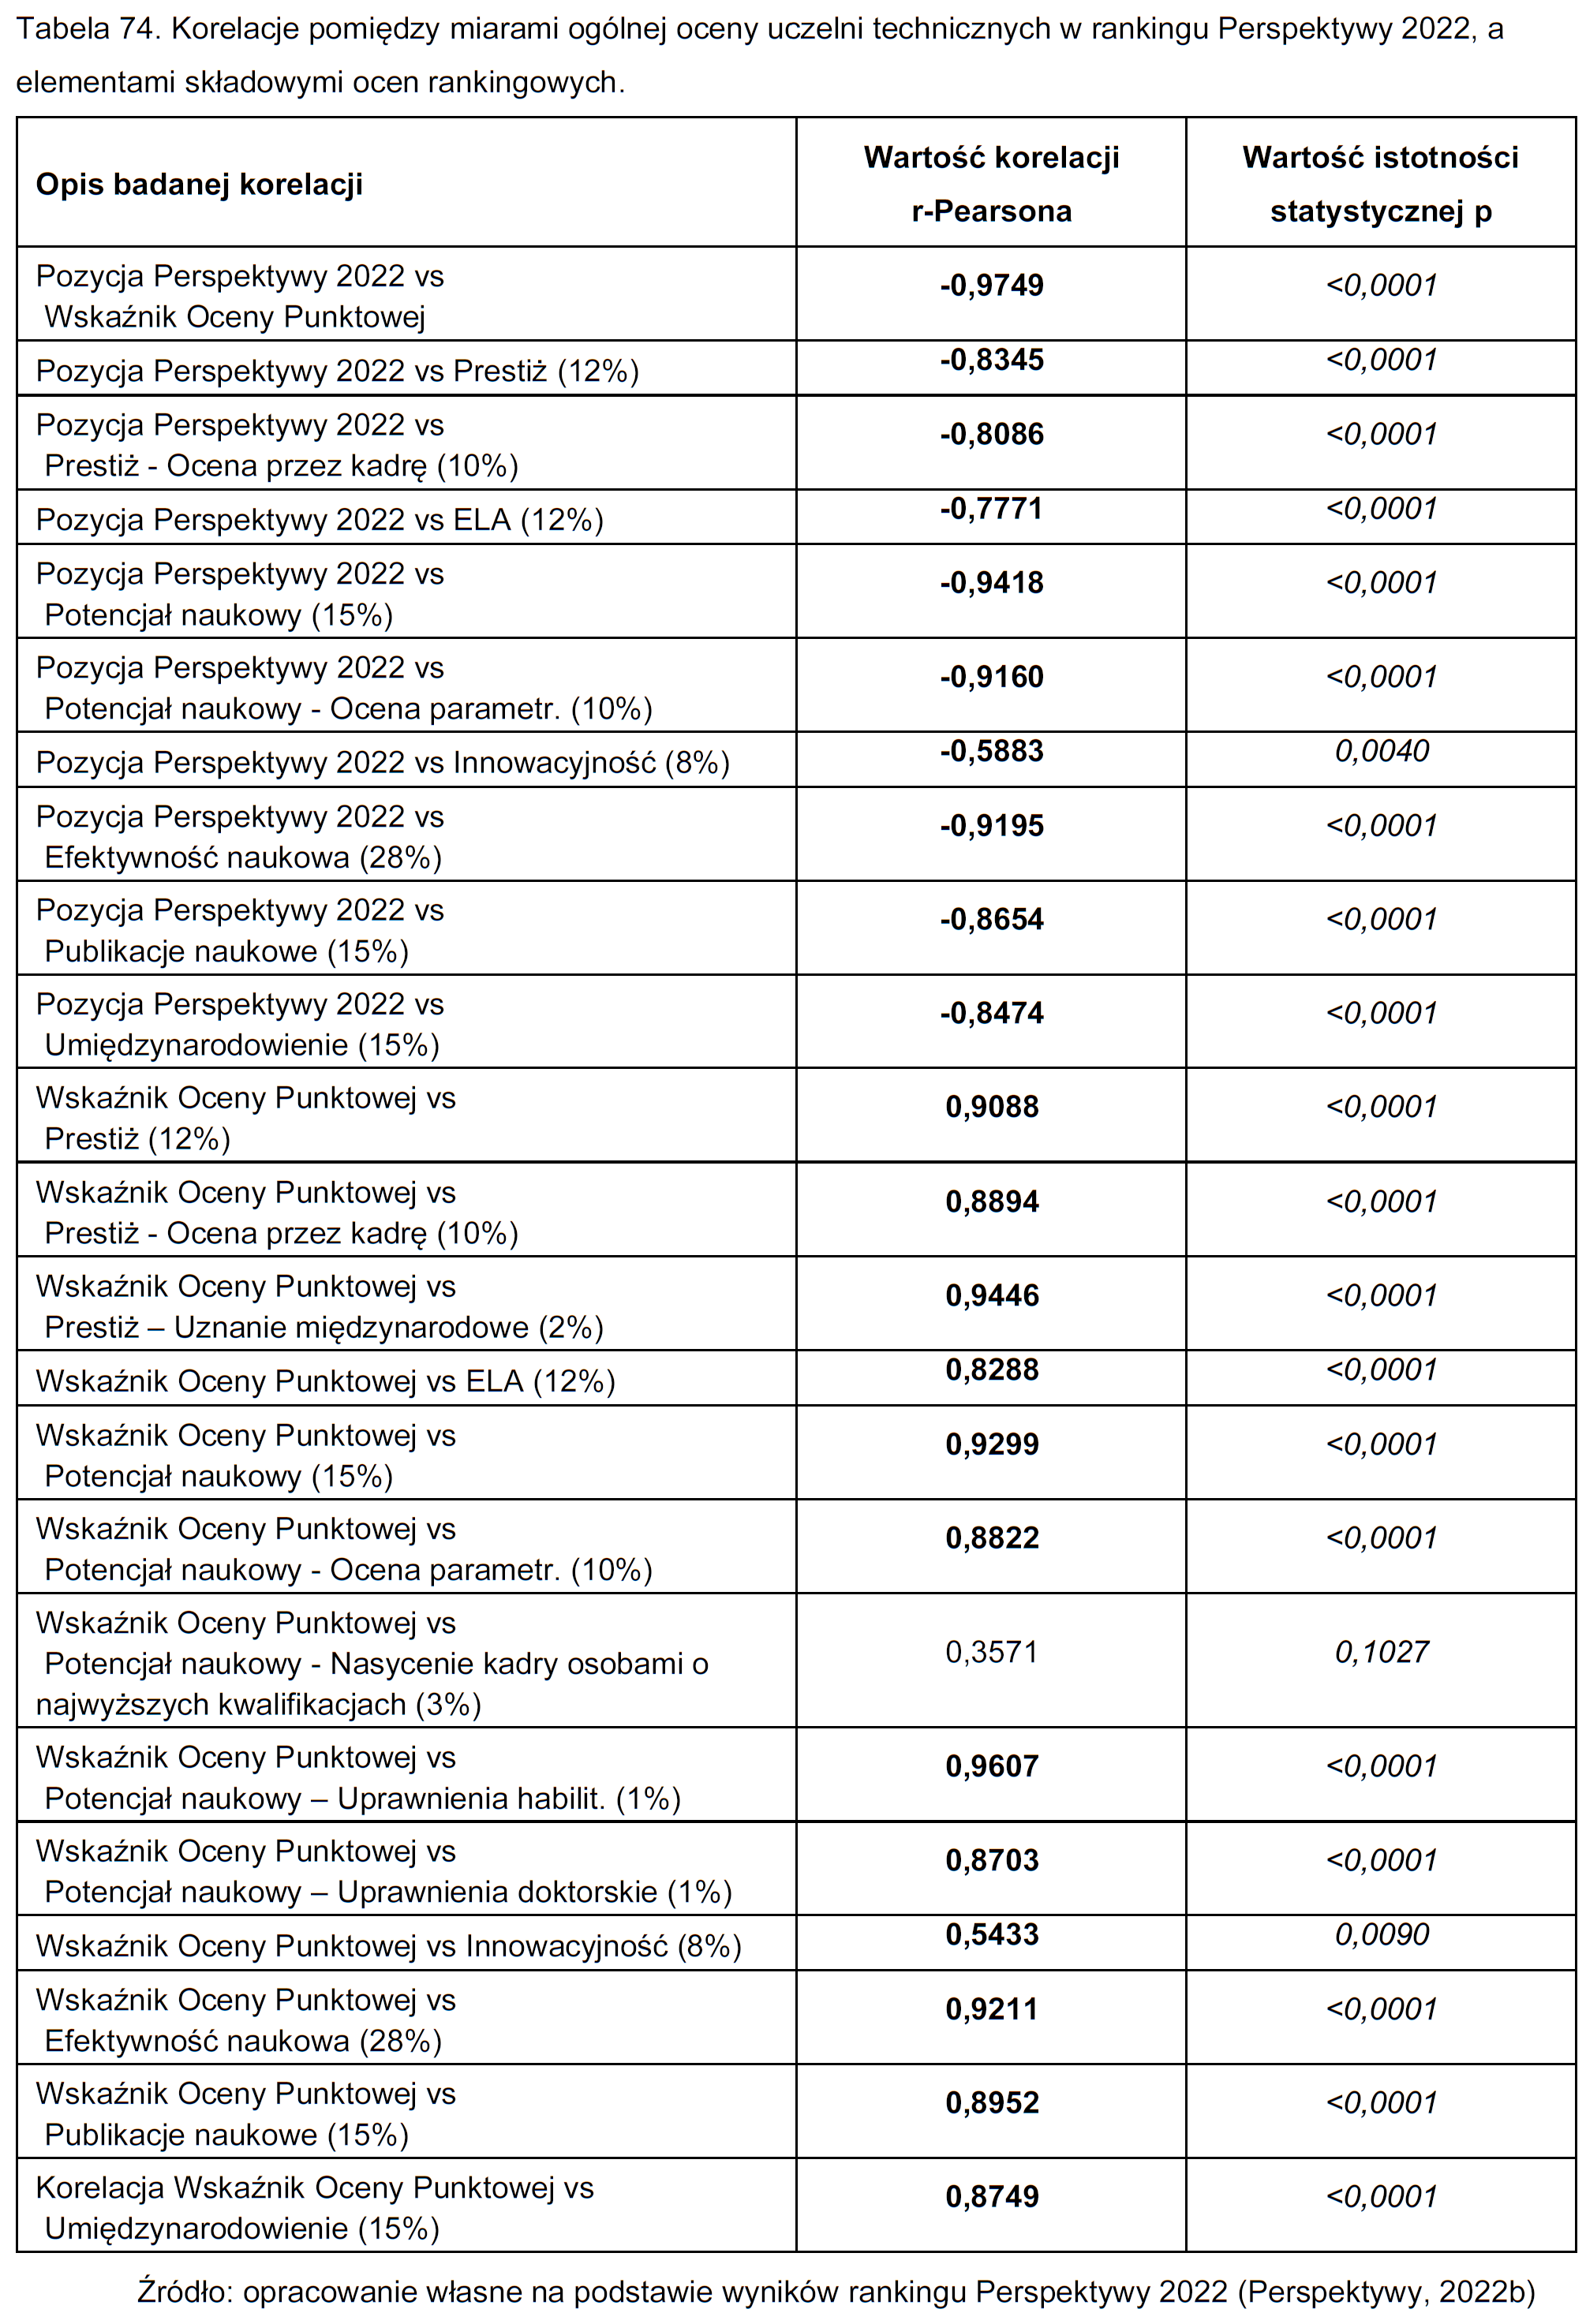 Tabela 74. Korelacje pomiędzy miarami ogólnej oceny uczelni technicznych w rankingu Perspektywy 2022, a
elementami składowymi ocen rankingowych.
Opis badanej korelacji
Wartość korelacji
r-Pearsona
Wartość istotności
statystycznej p
Pozycja Perspektywy 2022 vs
Wskaźnik Oceny Punktowej
-0,9749
<0,0001
Pozycja Perspektywy 2022 vs Prestiż (12%)
-0,8345
<0,0001
Pozycja Perspektywy 2022 vs
Prestiż - Ocena przez kadrę (10%)
-0,8086
<0,0001
Pozycja Perspektywy 2022 vs ELA (12%)
-0,7771
<0,0001
Pozycja Perspektywy 2022 vs
Potencjał naukowy (15%)
-0,9418
<0,0001
Pozycja Perspektywy 2022 vs
Potencjał naukowy - Ocena parametr. (10%)
-0,9160
<0,0001
Pozycja Perspektywy 2022 vs Innowacyjność (8%)
-0,5883
0,0040
Pozycja Perspektywy 2022 vs
Efektywność naukowa (28%)
-0,9195
<0,0001
Pozycja Perspektywy 2022 vs
Publikacje naukowe (15%)
-0,8654
<0,0001
Pozycja Perspektywy 2022 vs
Umiędzynarodowienie (15%)
-0,8474
<0,0001
Wskaźnik Oceny Punktowej vs
Prestiż (12%)
0,9088
<0,0001
Wskaźnik Oceny Punktowej vs
Prestiż - Ocena przez kadrę (10%)
0,8894
<0,0001
Wskaźnik Oceny Punktowej vs
Prestiż – Uznanie międzynarodowe (2%)
0,9446
<0,0001
Wskaźnik Oceny Punktowej vs ELA (12%)
0,8288
<0,0001
Wskaźnik Oceny Punktowej vs
Potencjał naukowy (15%)
0,9299
<0,0001
Wskaźnik Oceny Punktowej vs
Potencjał naukowy - Ocena parametr. (10%)
0,8822
<0,0001
Wskaźnik Oceny Punktowej vs
Potencjał naukowy - Nasycenie kadry osobami o
najwyższych kwalifikacjach (3%)
0,3571
0,1027
Wskaźnik Oceny Punktowej vs
Potencjał naukowy – Uprawnienia habilit. (1%)
0,9607
<0,0001
Wskaźnik Oceny Punktowej vs
Potencjał naukowy – Uprawnienia doktorskie (1%)
0,8703
<0,0001
Wskaźnik Oceny Punktowej vs Innowacyjność (8%)
0,5433
0,0090
Wskaźnik Oceny Punktowej vs
Efektywność naukowa (28%)
0,9211
<0,0001
Wskaźnik Oceny Punktowej vs
Publikacje naukowe (15%)
0,8952
<0,0001
Korelacja Wskaźnik Oceny Punktowej vs
Umiędzynarodowienie (15%)
0,8749
<0,0001
Źródło: opracowanie własne na podstawie wyników rankingu Perspektywy 2022 (Perspektywy, 2022b)